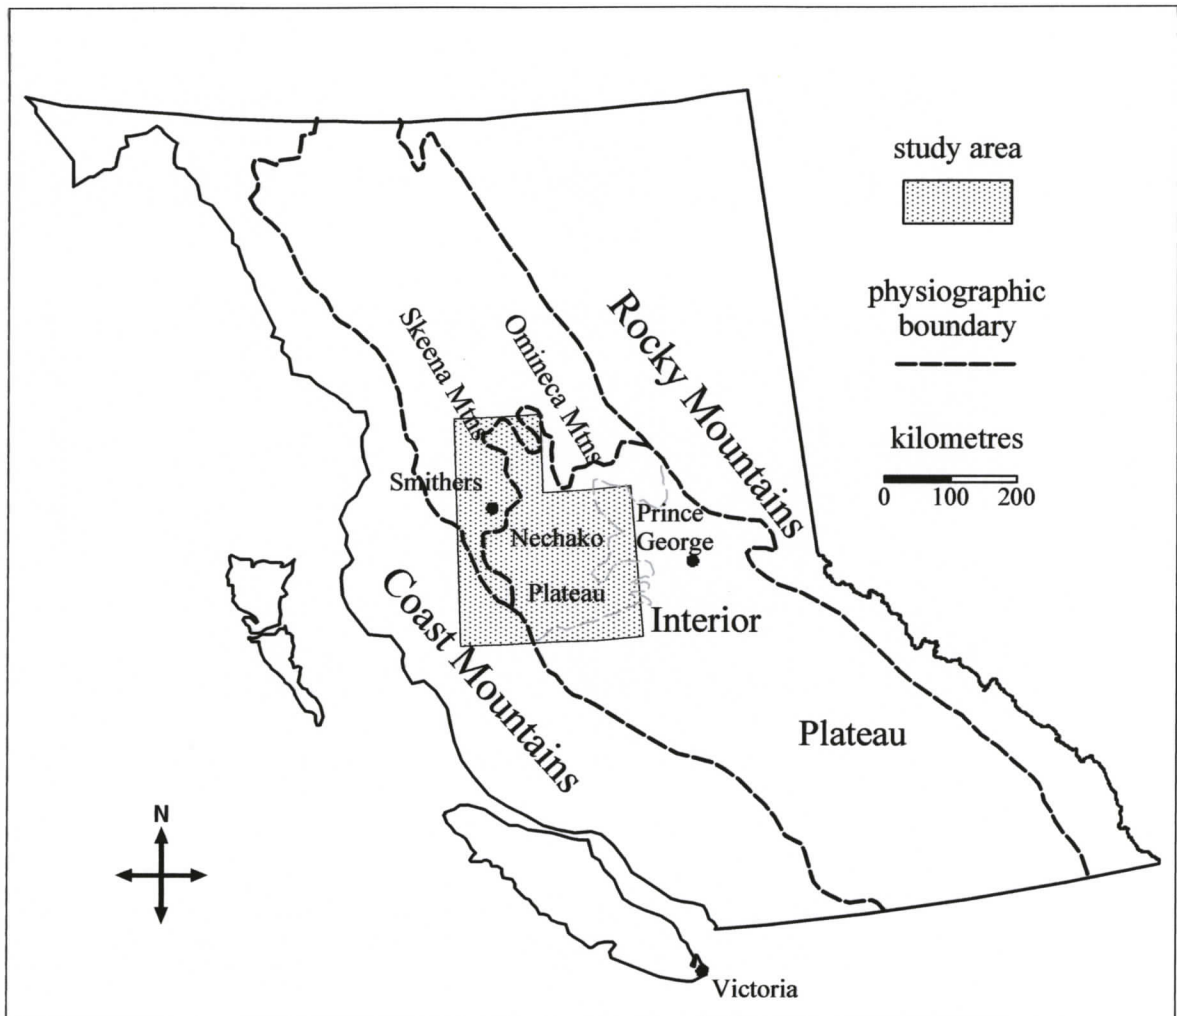 study area
physiographic
boundary
kilometres
0 100 200
Rocky Mountains
Omineca Mtns
Skeena Mtns
Smithers
Prince
George
Nechako
Plateau
Interior
Plateau
Coast Mountains
N
Victoria